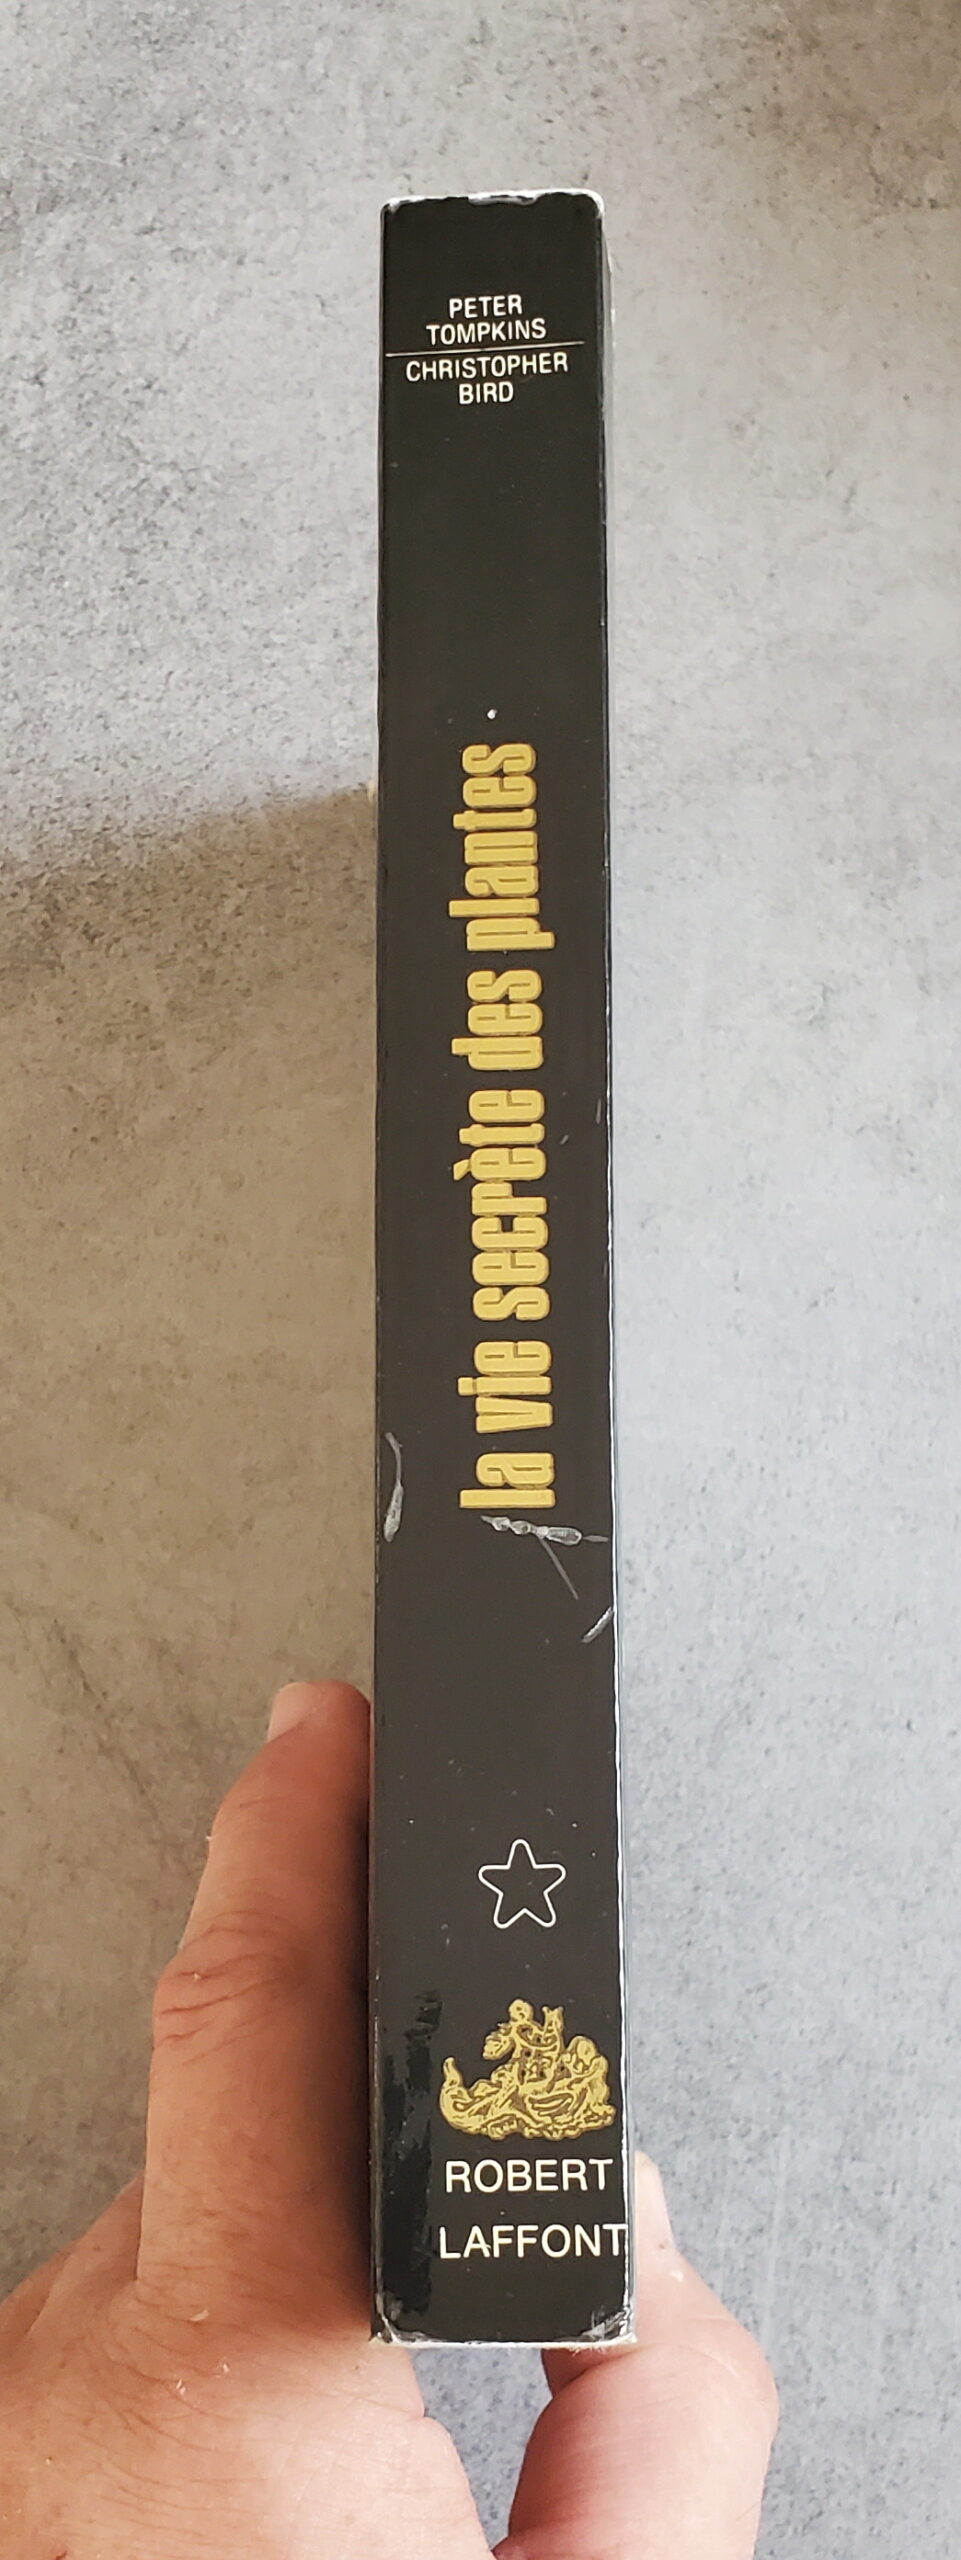 PETER
TOMPKINS
CHRISTOPHER
BIRD
la vie secrète des plantes
ROBERT
LAFFONT